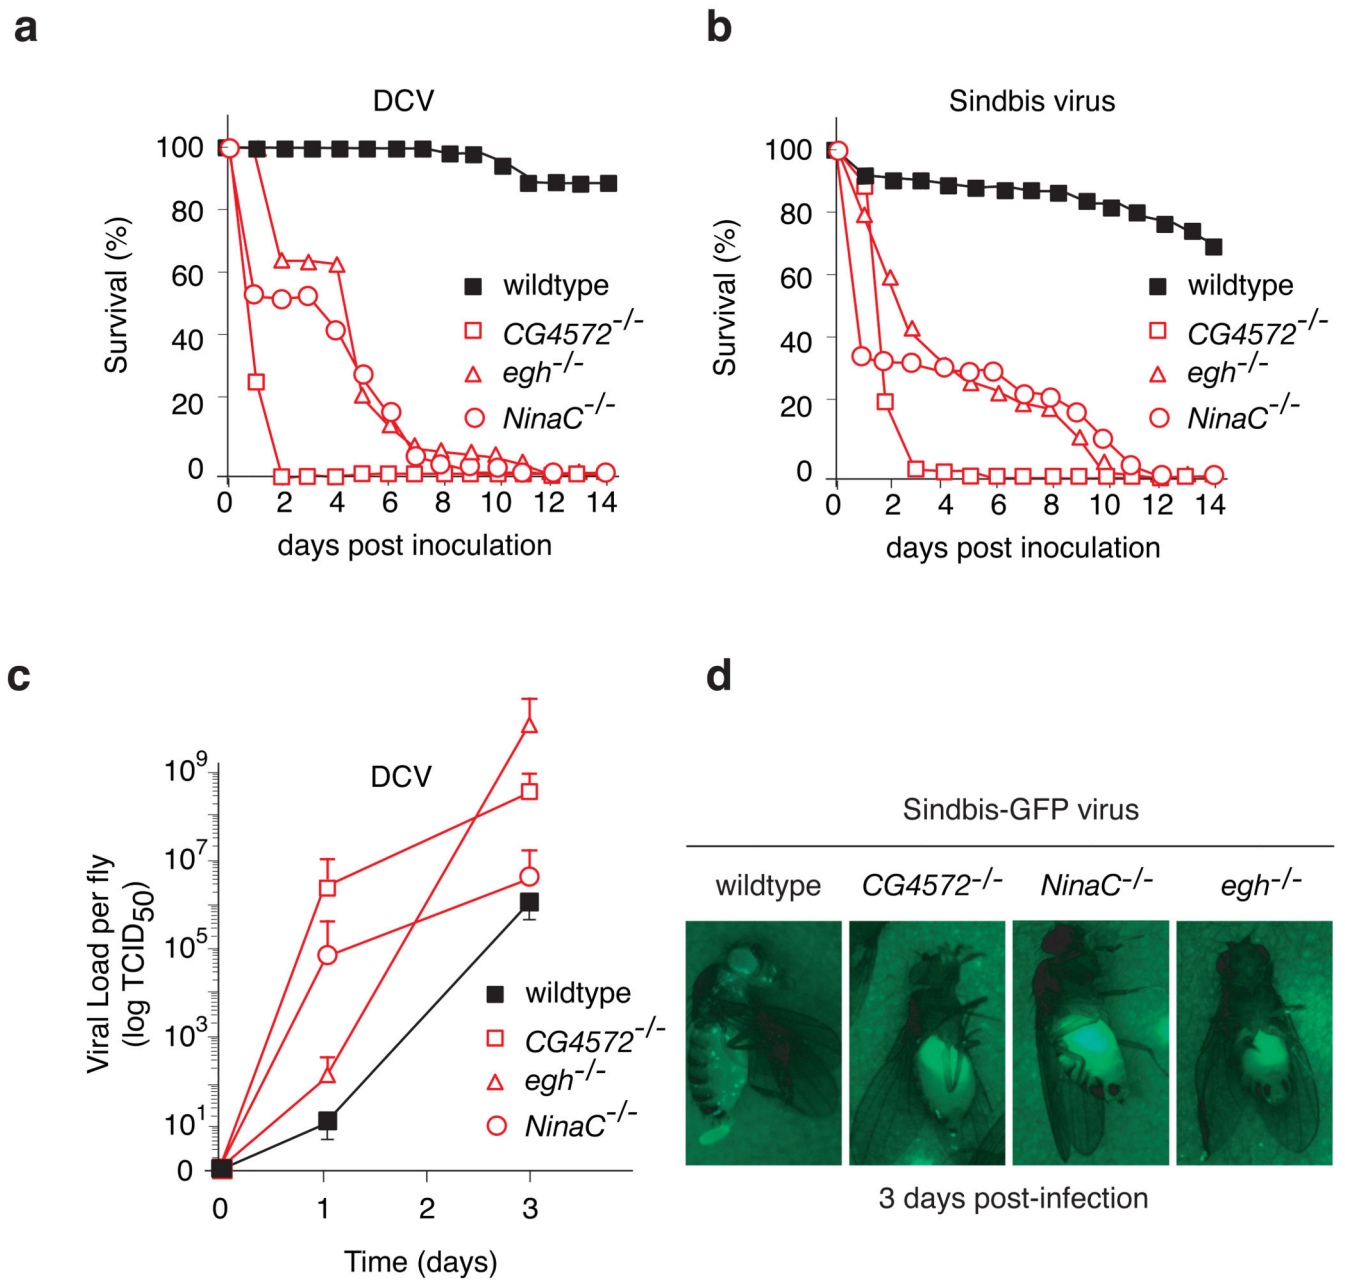 a
DCV
Survival (%)
100
80
60
40
20
0
0 2 4 6 8 10 12 14
days post inoculation
wildtype
CG4572-/-
egh-/-
NinaC-/-
b
Sindbis virus
Survival (%)
100
80
60
40
20
0
0 2 4 6 8 10 12 14
days post inoculation
wildtype
CG4572-/-
egh-/-
NinaC-/-
c
DCV
Viral Load per fly
(log TCID50)
10^9
10^7
10^5
10^3
10^1
0
0 1 2 3
Time (days)
wildtype
CG4572-/-
egh-/-
NinaC-/-
d
Sindbis-GFP virus
wildtype CG4572-/- NinaC-/- egh-/-
3 days post-infection